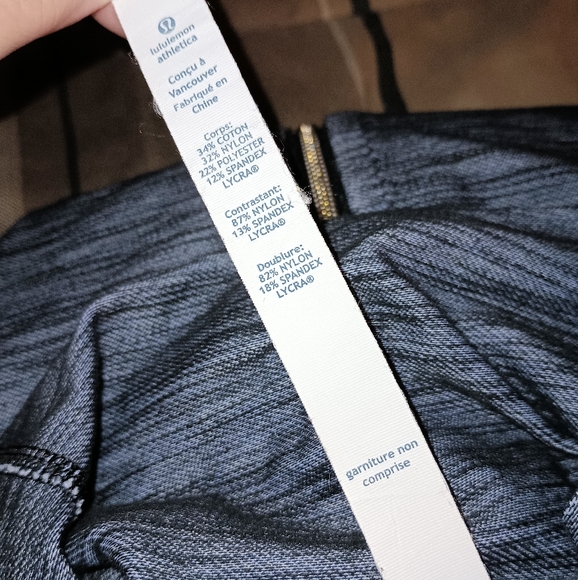 lululemon
athletica
Conçu à
Vancouver
Fabriqué en
Chine
Corps:
34% COTON
32% NYLON
22% POLYESTER
12% SPANDEX
LYCRA®
Contrastant:
87% NYLON
13% SPANDEX
LYCRA®
Doublure:
82% NYLON
18% SPANDEX
LYCRA®
garniture non
comprise